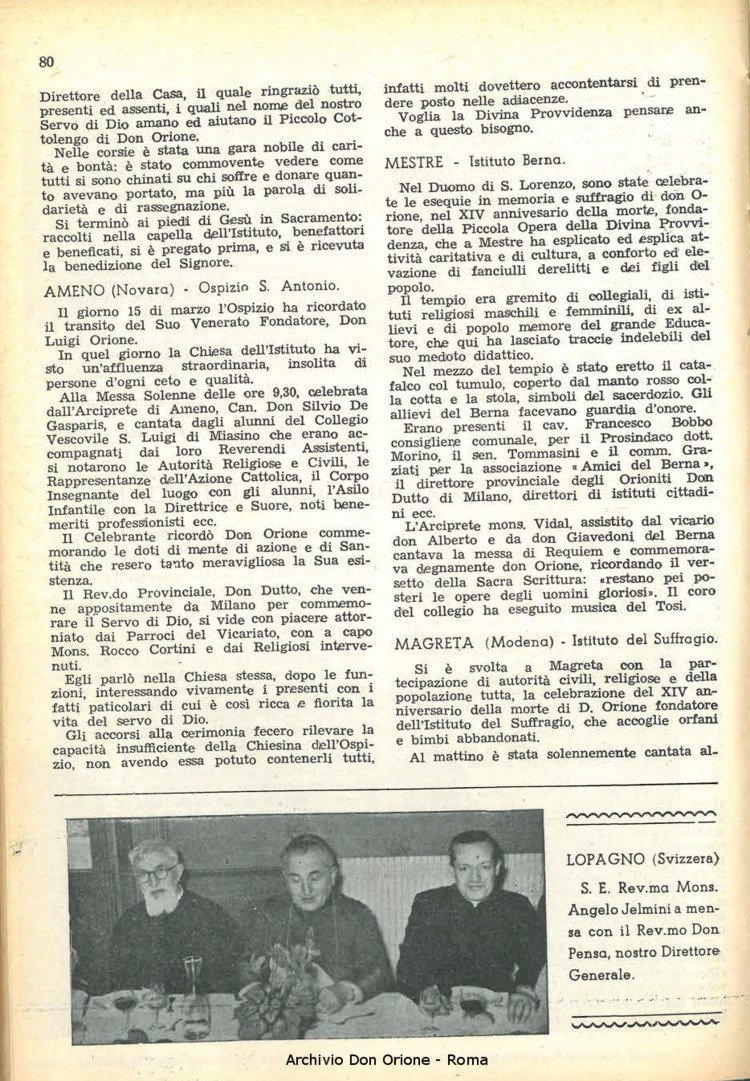 80
Direttore della Casa, il quale ringraziò tutti,
presenti ed assenti, i quali nel nome del nostro
Servo di Dio amano ed aiutano il Piccolo Cot-
tolengo di Don Orione.
Nelle corsie è stata una gara nobile di cari-
tà e bontà: è stato commovente vedere come
tutti si sono chinati su chi soffre e donare quan-
to avevano portato, ma più la parola di soli-
darietà e di rassegnazione.
Si terminò ai piedi di Gesù in Sacramento:
raccolti nella capella dell'Istituto, benefattori
e beneficati, si è pregato prima, e si è ricevuta
la benedizione del Signore.
AMENO (Novara) - Ospizio S. Antonio.
Il giorno 15 di marzo l'Ospizio ha ricordato
il transito del Suo Venerato Fondatore, Don
Luigi Orione.
In quel giorno la Chiesa dell'Istituto ha vi-
sto un'affluenza straordinaria, insolita di
persone d'ogni ceto e qualità.
Alla Messa Solenne delle ore 9,30, celebrata
dall'Arciprete di Ameno, Can. Don Silvio De
Gasparis, e cantata dagli alunni del Collegio
Vescovile S. Luigi di Miasino che erano ac-
compagnati dai loro Reverendi Assistenti,
si notarono le Autorità Religiose e Civili, le
Rappresentanze dell'Azione Cattolica, il Corpo
Insegnante del luogo con gli alunni, l'Asilo
Infantile con la Direttrice e Suore, noti bene-
meriti professionisti ecc.
Il Celebrante ricordò Don Orione comme-
morando le doti di mente di azione e di San-
tità che resero tanto meravigliosa la Sua esi-
stenza.
Il Rev.do Provinciale, Don Dutto, che ven-
ne appositamente da Milano per commemo-
rare il Servo di Dio, si vide con piacere attor-
niato dai Parroci del Vicariato, con a capo
Mons. Rocco Cortini e dai Religiosi interve-
nuti.
Egli parlò nella Chiesa stessa, dopo le fun-
zioni, interessando vivamente i presenti con i
fatti paticolari di cui è così ricca e fiorita la
vita del servo di Dio.
Gli accorsi alla cerimonia fecero rilevare la
capacità insufficiente della Chiesina dell'Ospi-
zio, non avendo essa potuto contenerli tutti,
infatti molti dovettero accontentarsi di pren-
dere posto nelle adiacenze.
Voglia la Divina Provvidenza pensare an-
che a questo bisogno.
MESTRE - Istituto Berna.
Nel Duomo di S. Lorenzo, sono state celebra-
te le esequie in memoria e suffragio di don O-
rione, nel XIV annivesario della morte, fonda-
tore della Piccola Opera della Divina Provvi-
denza, che a Mestre ha esplicato ed esplica at-
tività caritativa e di cultura, a conforto ed ele-
vazione di fanciulli derelitti e dei figli del
popolo.
Il tempio era gremito di collegiali, di isti-
tuti religiosi maschili e femminili, di ex al-
lievi e di popolo memore del grande Educa-
tore, che qui ha lasciato traccie indelebili del
suo medoto didattico.
Nel mezzo del tempio è stato eretto il cata-
falco col tumulo, coperto dal manto rosso col-
la cotta e la stola, simboli del sacerdozio. Gli
allievi del Berna facevano guardia d'onore.
Erano presenti il cav. Francesco Bobbo
consigliere comunale, per il Prosindaco dott.
Morino, il sen. Tommasini e il comm. Gra-
ziati per la associazione « Amici del Berna »,
il direttore provinciale degli Orioniti Don
Dutto di Milano, direttori di istituti cittadi-
ni ecc.
L'Arciprete mons. Vidal, assistito dal vicario
don Alberto e da don Giavedoni del Berna
cantava la messa di Requiem e commemora-
va degnamente don Orione, ricordando il ver-
setto della Sacra Scrittura: «restano pei po-
steri le opere degli uomini gloriosi». Il coro
del collegio ha eseguito musica del Tosi.
MAGRETA (Modena) - Istituto del Suffragio.
Si è svolta a Magreta con la par-
tecipazione di autorità civili, religiose e della
popolazione tutta, la celebrazione del XIV an-
niversario della morte di D. Orione fondatore
dell'Istituto del Suffragio, che accoglie orfani
e bimbi abbandonati.
Al mattino è stata solennemente cantata al-
LOPAGNO (Svizzera)
S. E. Rev.ma Mons.
Angelo Jelmini a men-
sa con il Rev.mo Don
Pensa, nostro Direttore
Generale.
Archivio Don Orione - Roma